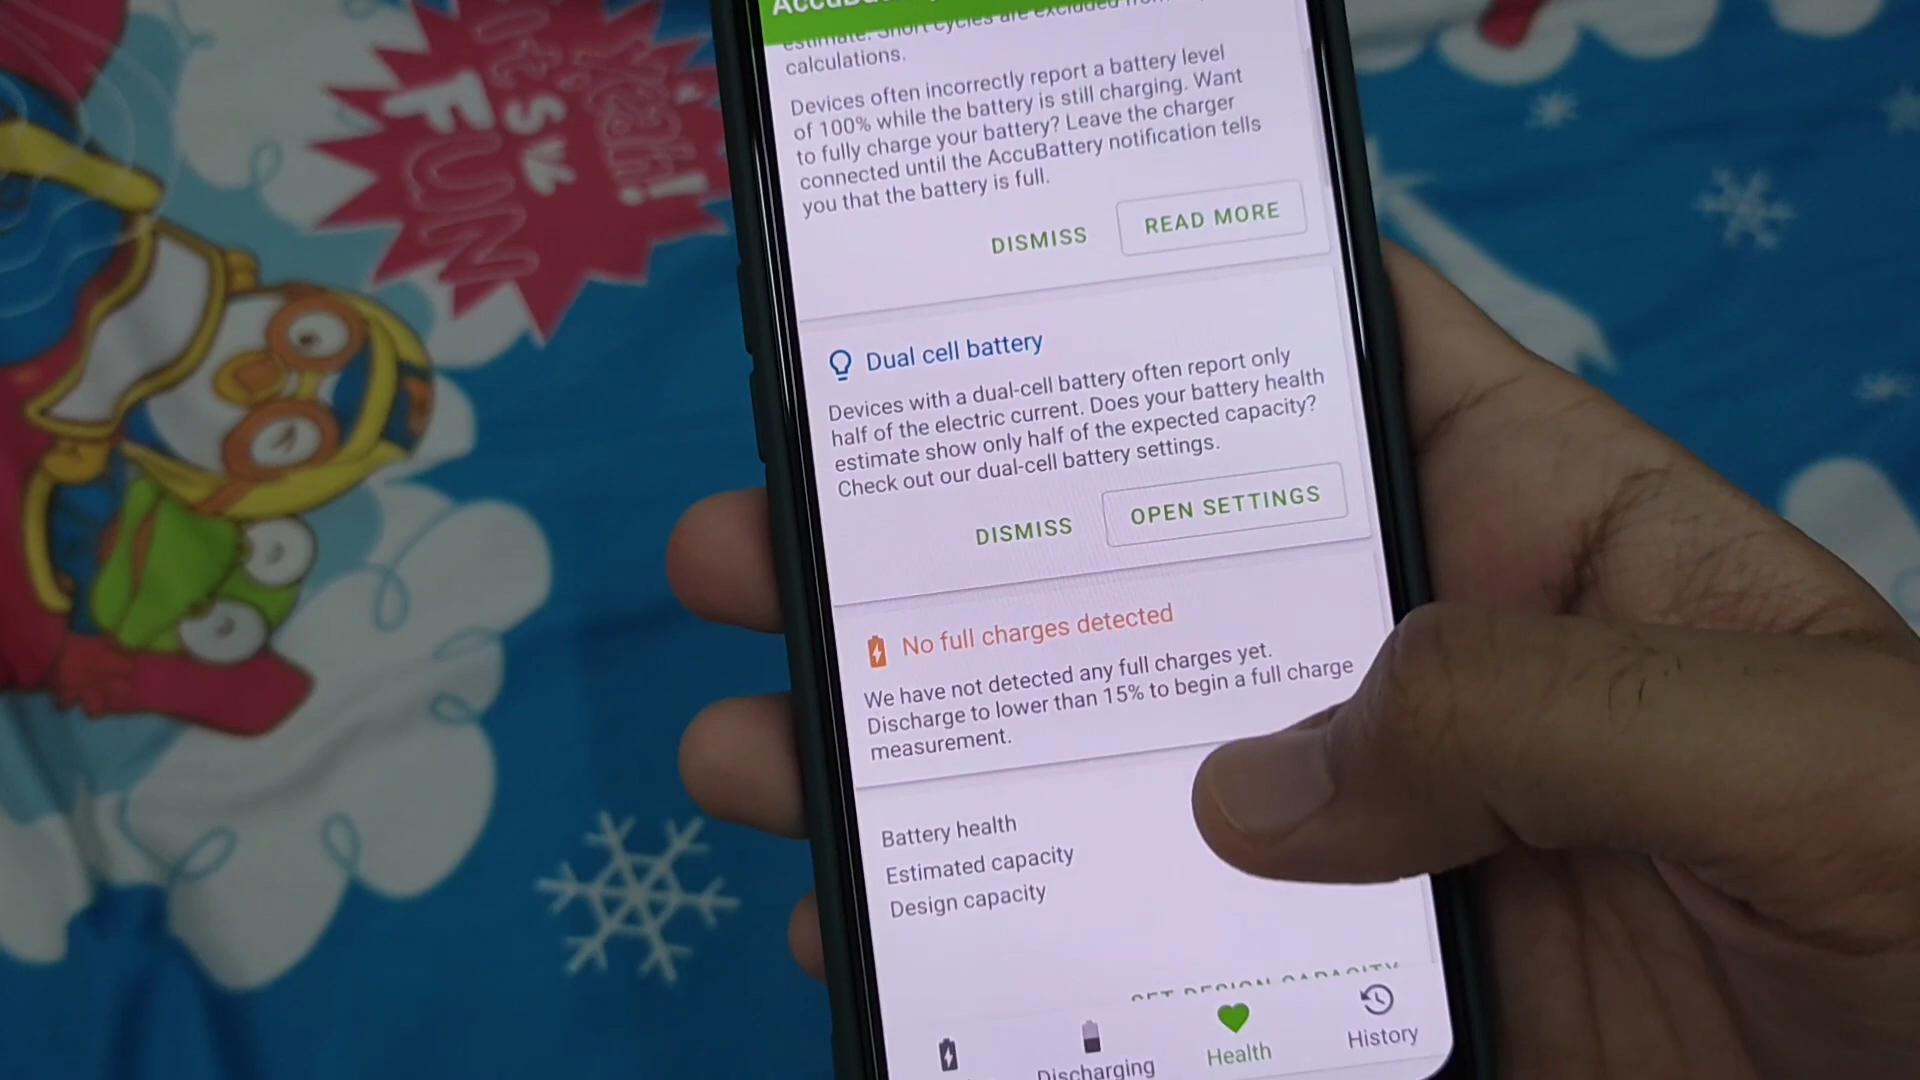 Yeah!
it's so
FUN
calculations.
Devices often incorrectly report a battery level
of 100% while the battery is still charging. Want
to fully charge your battery? Leave the charger
connected until the AccuBattery notification tells
you that the battery is full.
DISMISS
READ MORE
Dual cell battery
Devices with a dual-cell battery often report only
half of the electric current. Does your battery health
estimate show only half of the expected capacity?
Check out our dual-cell battery settings.
DISMISS
OPEN SETTINGS
No full charges detected
We have not detected any full charges yet.
Discharge to lower than 15% to begin a full charge
measurement.
Battery health
Estimated capacity
Design capacity
Discharging
Health
History